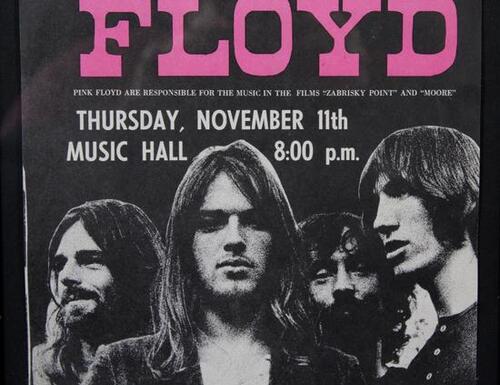 FLOYD
PINK FLOYD ARE RESPONSIBLE FOR THE MUSIC IN THE FILMS "ZABRISKY POINT" AND "MOORE"
THURSDAY, NOVEMBER 11th
MUSIC HALL 8:00 p.m.